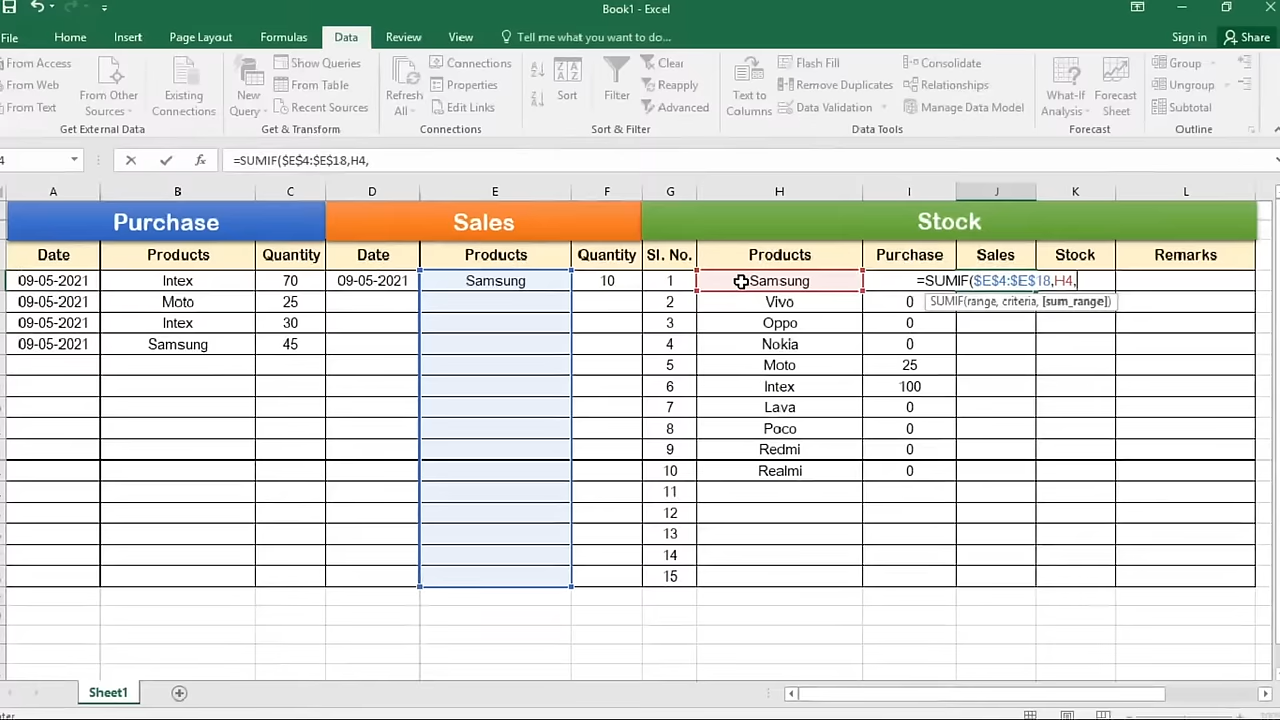 Book1 - Excel
File Home Insert Page Layout Formulas Data Review View Tell me what you want to do... Sign in Share
From Access
From Web
From Text
From Other Sources
Existing Connections
Get External Data
New Query
Show Queries
From Table
Recent Sources
Get & Transform
Refresh All
Connections
Properties
Edit Links
Connections
Sort
Filter
Clear
Reapply
Advanced
Sort & Filter
Text to Columns
Flash Fill
Remove Duplicates
Data Validation
Consolidate
Relationships
Manage Data Model
Data Tools
What-If Analysis
Forecast Sheet
Forecast
Group
Ungroup
Subtotal
Outline
4 fx =SUMIF($E$4:$E$18,H4,
A B C D E F G H I J K L
Purchase Sales Stock
Date Products Quantity Date Products Quantity Sl. No. Products Purchase Sales Stock Remarks
09-05-2021 Intex 70 09-05-2021 Samsung 10 1 Samsung =SUMIF($E$4:$E$18,H4,
SUMIF(range, criteria, [sum_range])
09-05-2021 Moto 25 2 Vivo 0
09-05-2021 Intex 30 3 Oppo 0
09-05-2021 Samsung 45 4 Nokia 0
5 Moto 25
6 Intex 100
7 Lava 0
8 Poco 0
9 Redmi 0
10 Realmi 0
11
12
13
14
15
Sheet1